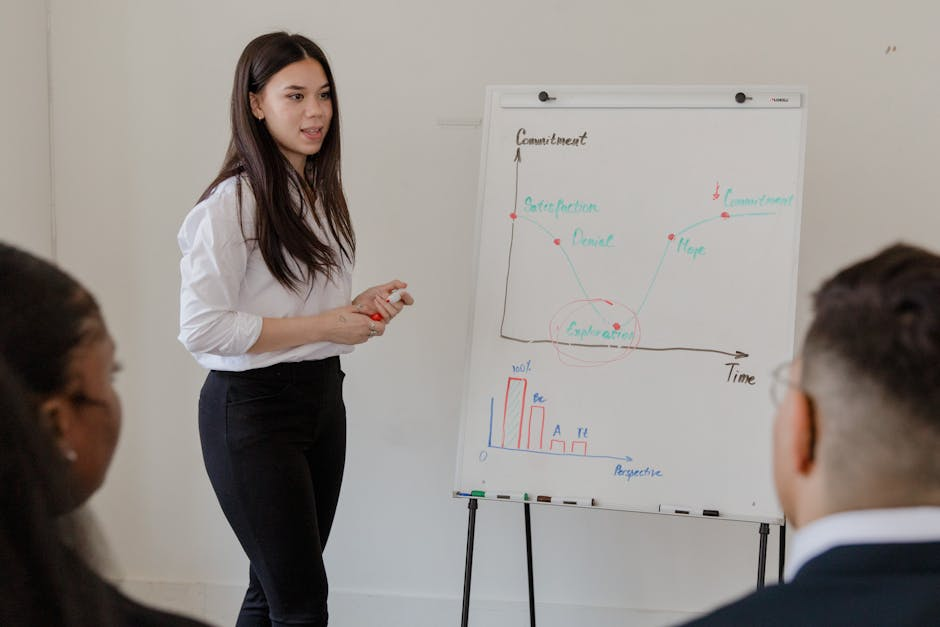 Commitment
Satisfaction
Commitment
Denial
Hope
Exploration
Time
100%
Be
A
0
Perspective